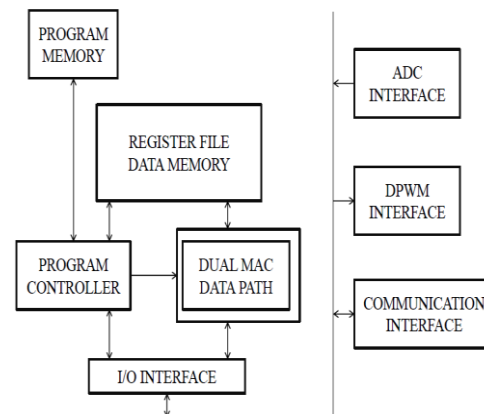 PROGRAM
MEMORY
REGISTER FILE
DATA MEMORY
PROGRAM
CONTROLLER
DUAL MAC
DATA PATH
I/O INTERFACE
ADC
INTERFACE
DPWM
INTERFACE
COMMUNICATION
INTERFACE